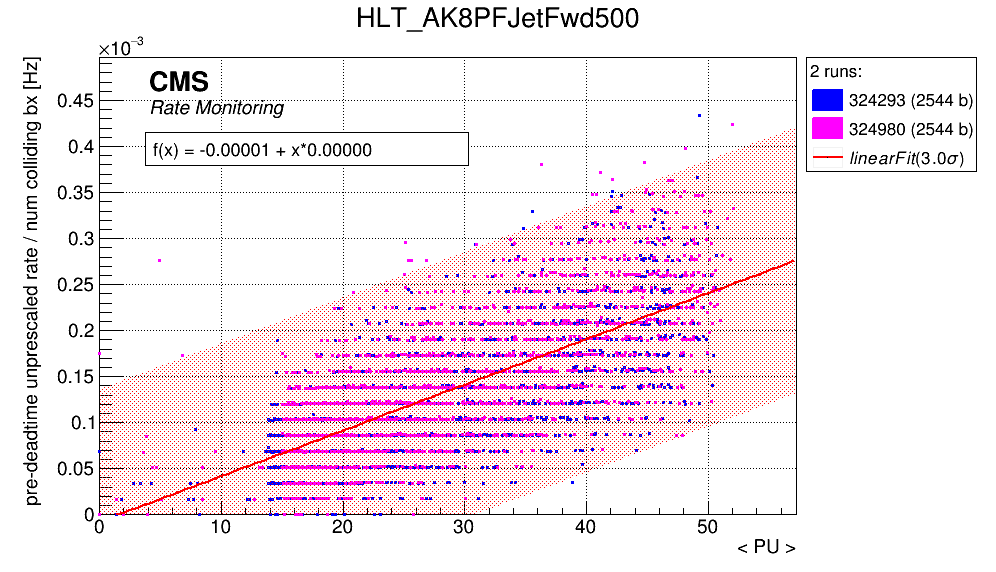 HLT_AK8PFJetFwd500
×10⁻³
pre-deadtime unprescaled rate / num colliding bx [Hz]
CMS
Rate Monitoring
f(x) = -0.00001 + x*0.00000
0.45
0.4
0.35
0.3
0.25
0.2
0.15
0.1
0.05
0
0 10 20 30 40 50
< PU >
2 runs:
324293 (2544 b)
324980 (2544 b)
linearFit(3.0σ)